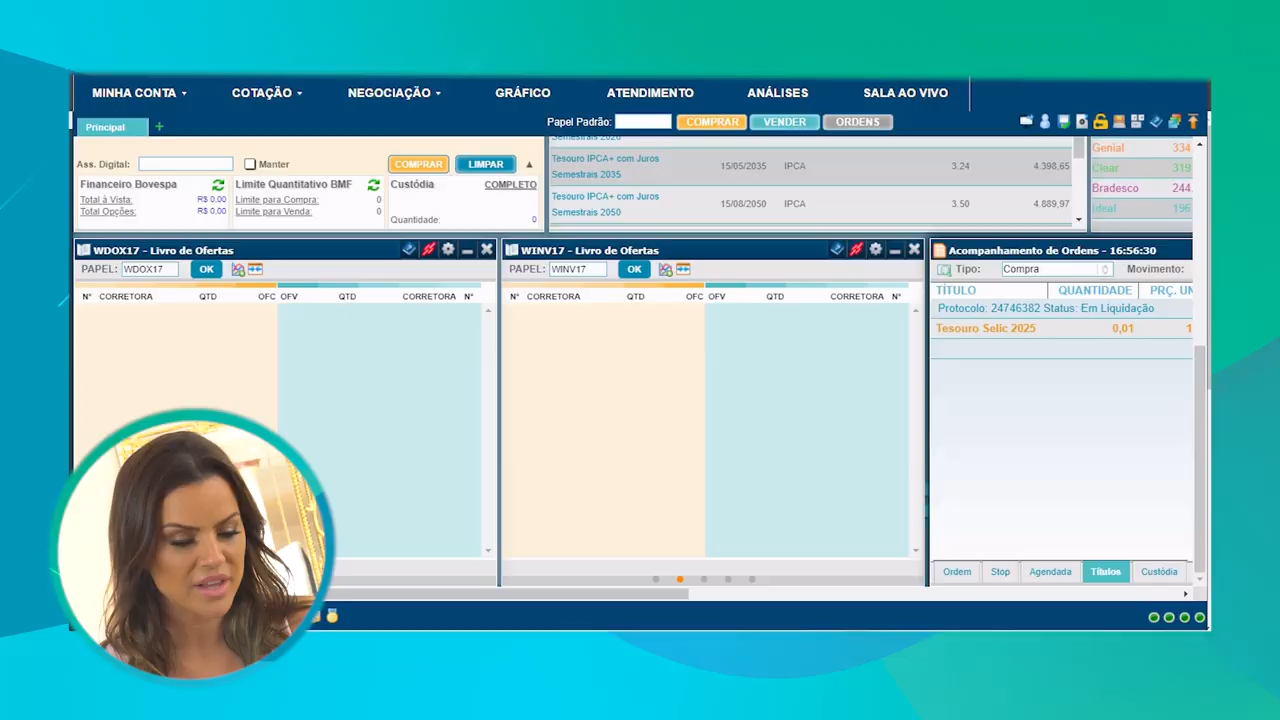 MINHA CONTA
COTAÇÃO
NEGOCIAÇÃO
GRÁFICO
ATENDIMENTO
ANÁLISES
SALA AO VIVO
Principal
+
Papel Padrão:
COMPRAR
VENDER
ORDENS
Ass. Digital:
Manter
COMPRAR
LIMPAR
Financeiro Bovespa
Total à Vista: R$ 0,00
Total Opções: R$ 0,00
Limite Quantitativo BMF
Limite para Compra: 0
Limite para Venda: 0
Custódia COMPLETO
Quantidade: 0
Semestrais 2026
Tesouro IPCA+ com Juros
Semestrais 2035
15/05/2035 IPCA 3.24 4.398,65
Tesouro IPCA+ com Juros
Semestrais 2050
15/08/2050 IPCA 3.50 4.889,97
Genial 334
Clear 319
Bradesco 244.
Ideal 196
WDOX17 - Livro de Ofertas
PAPEL: WDOX17 OK
N° CORRETORA QTD OFC OFV QTD CORRETORA N°
WINV17 - Livro de Ofertas
PAPEL: WINV17 OK
N° CORRETORA QTD OFC OFV QTD CORRETORA N°
Acompanhamento de Ordens - 16:56:30
Tipo: Compra Movimento:
TÍTULO QUANTIDADE PRÇ. UN
Protocolo: 24746382 Status: Em Liquidação
Tesouro Selic 2025 0,01 1
Ordem
Stop
Agendada
Títulos
Custódia